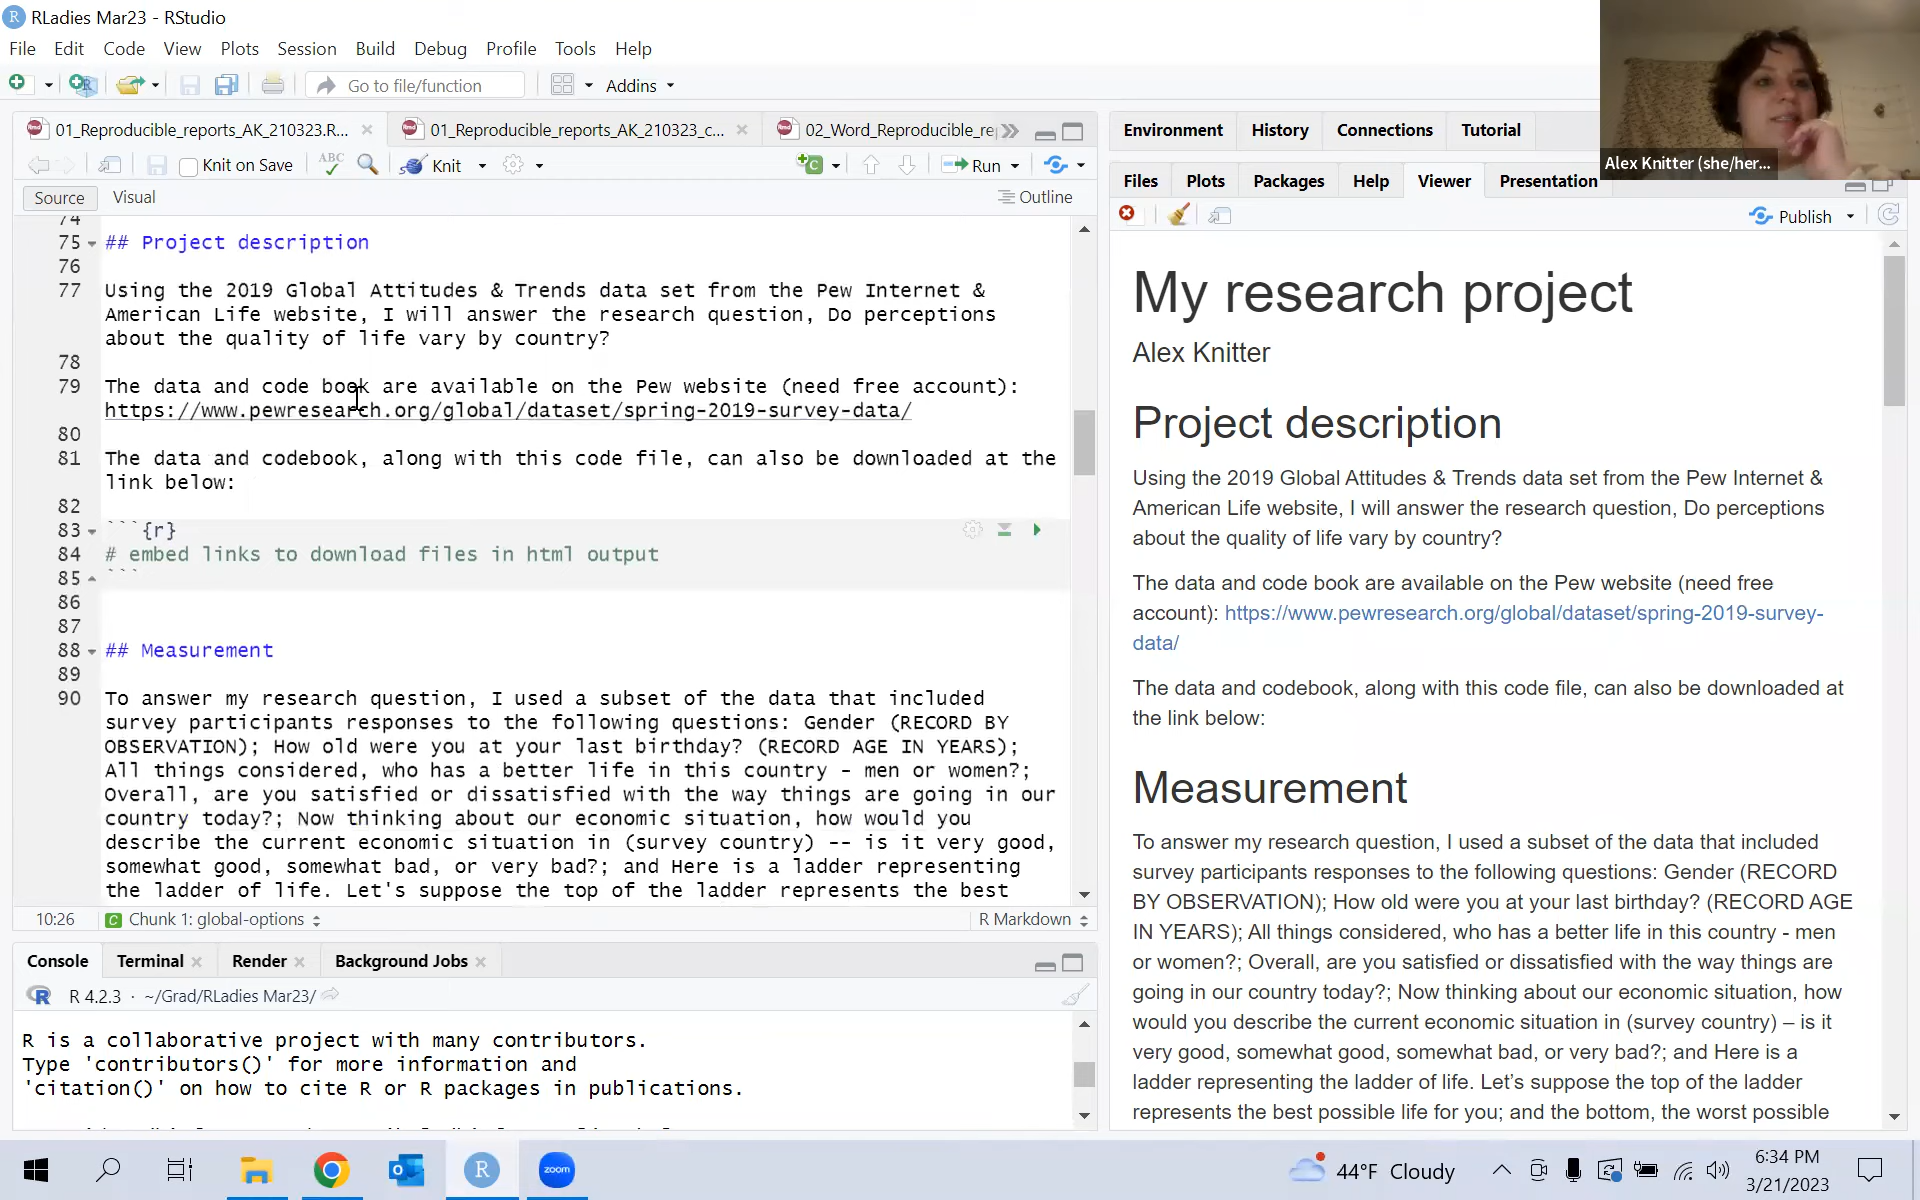 RLadies Mar23 - RStudio
File Edit Code View Plots Session Build Debug Profile Tools Help
Go to file/function
Addins
01_Reproducible_reports_AK_210323.R...
01_Reproducible_reports_AK_210323_c...
02_Word_Reproducible_re
Knit on Save
ABC
Knit
Run
Source
Visual
Outline
74
75 ## Project description
76
77 Using the 2019 Global Attitudes & Trends data set from the Pew Internet &
American Life website, I will answer the research question, Do perceptions
about the quality of life vary by country?
78
79 The data and code book are available on the Pew website (need free account):
https://www.pewresearch.org/global/dataset/spring-2019-survey-data/
80
81 The data and codebook, along with this code file, can also be downloaded at the
link below:
82
83 ```{r}
84 # embed links to download files in html output
85 ```
86
87
88 ## Measurement
89
90 To answer my research question, I used a subset of the data that included
survey participants responses to the following questions: Gender (RECORD BY
OBSERVATION); How old were you at your last birthday? (RECORD AGE IN YEARS);
All things considered, who has a better life in this country - men or women?;
Overall, are you satisfied or dissatisfied with the way things are going in our
country today?; Now thinking about our economic situation, how would you
describe the current economic situation in (survey country) -- is it very good,
somewhat good, somewhat bad, or very bad?; and Here is a ladder representing
the ladder of life. Let's suppose the top of the ladder represents the best
10:26
Chunk 1: global-options
R Markdown
Console
Terminal
Render
Background Jobs
R 4.2.3 · ~/Grad/RLadies Mar23/
R is a collaborative project with many contributors.
Type 'contributors()' for more information and
'citation()' on how to cite R or R packages in publications.
Environment
History
Connections
Tutorial
Alex Knitter (she/her...
Files
Plots
Packages
Help
Viewer
Presentation
Publish
My research project
Alex Knitter
Project description
Using the 2019 Global Attitudes & Trends data set from the Pew Internet &
American Life website, I will answer the research question, Do perceptions
about the quality of life vary by country?
The data and code book are available on the Pew website (need free
account): https://www.pewresearch.org/global/dataset/spring-2019-survey-
data/
The data and codebook, along with this code file, can also be downloaded at
the link below:
Measurement
To answer my research question, I used a subset of the data that included
survey participants responses to the following questions: Gender (RECORD
BY OBSERVATION); How old were you at your last birthday? (RECORD AGE
IN YEARS); All things considered, who has a better life in this country - men
or women?; Overall, are you satisfied or dissatisfied with the way things are
going in our country today?; Now thinking about our economic situation, how
would you describe the current economic situation in (survey country) – is it
very good, somewhat good, somewhat bad, or very bad?; and Here is a
ladder representing the ladder of life. Let’s suppose the top of the ladder
represents the best possible life for you; and the bottom, the worst possible
zoom
44°F Cloudy
6:34 PM
3/21/2023